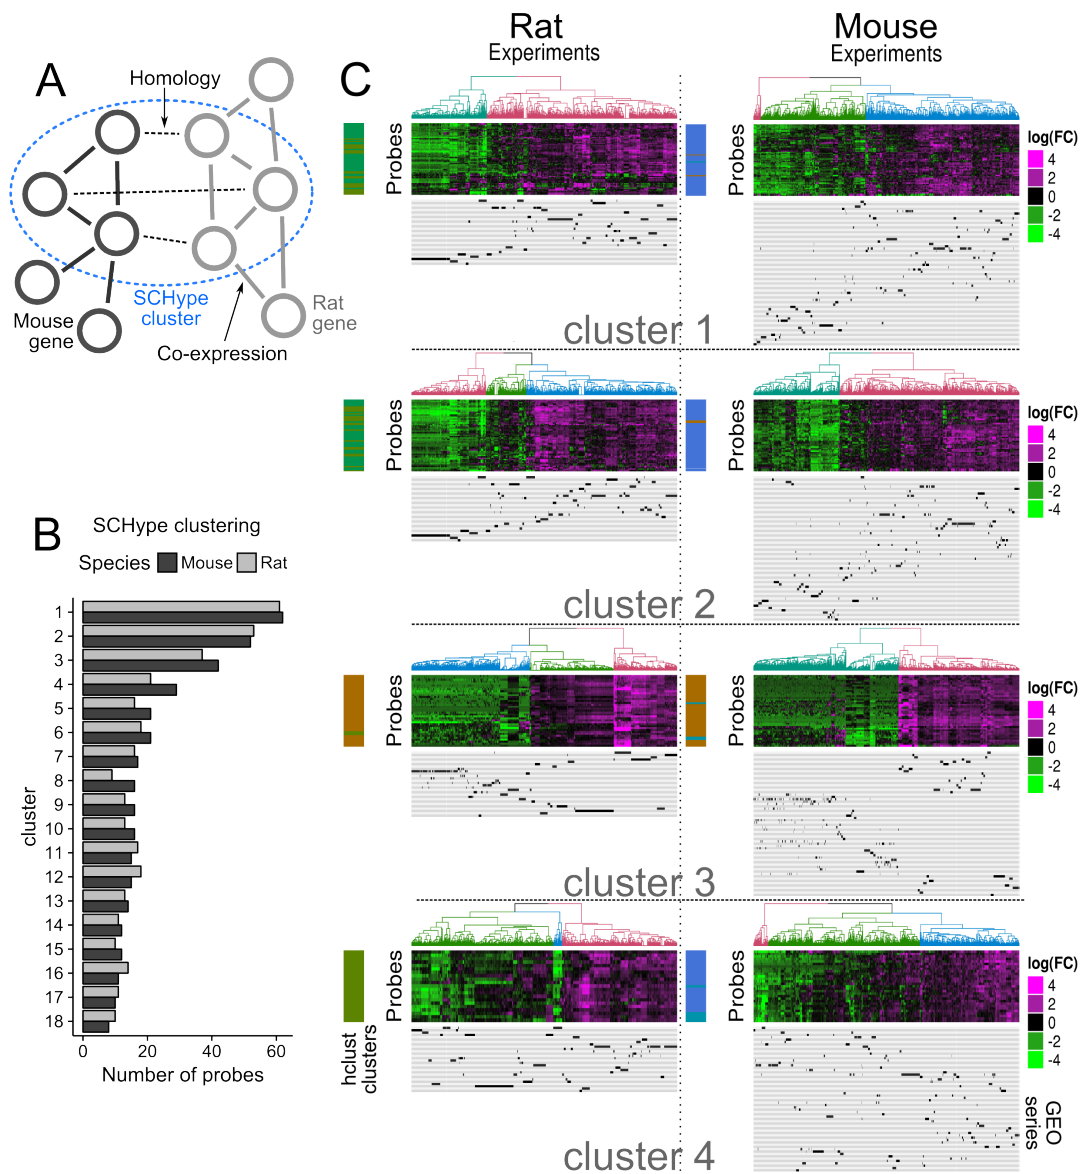 A
Homology
SCHype
cluster
Mouse
gene
Rat
gene
Co-expression
B
SCHype clustering
Species
Mouse
Rat
cluster
1
2
3
4
5
6
7
8
9
10
11
12
13
14
15
16
17
18
0
20
40
60
Number of probes
C
Rat
Experiments
Mouse
Experiments
Probes
Probes
log(FC)
4
2
0
-2
-4
cluster 1
Probes
Probes
log(FC)
4
2
0
-2
-4
cluster 2
Probes
Probes
log(FC)
4
2
0
-2
-4
cluster 3
Probes
Probes
log(FC)
4
2
0
-2
-4
hclust
clusters
GEO
series
cluster 4